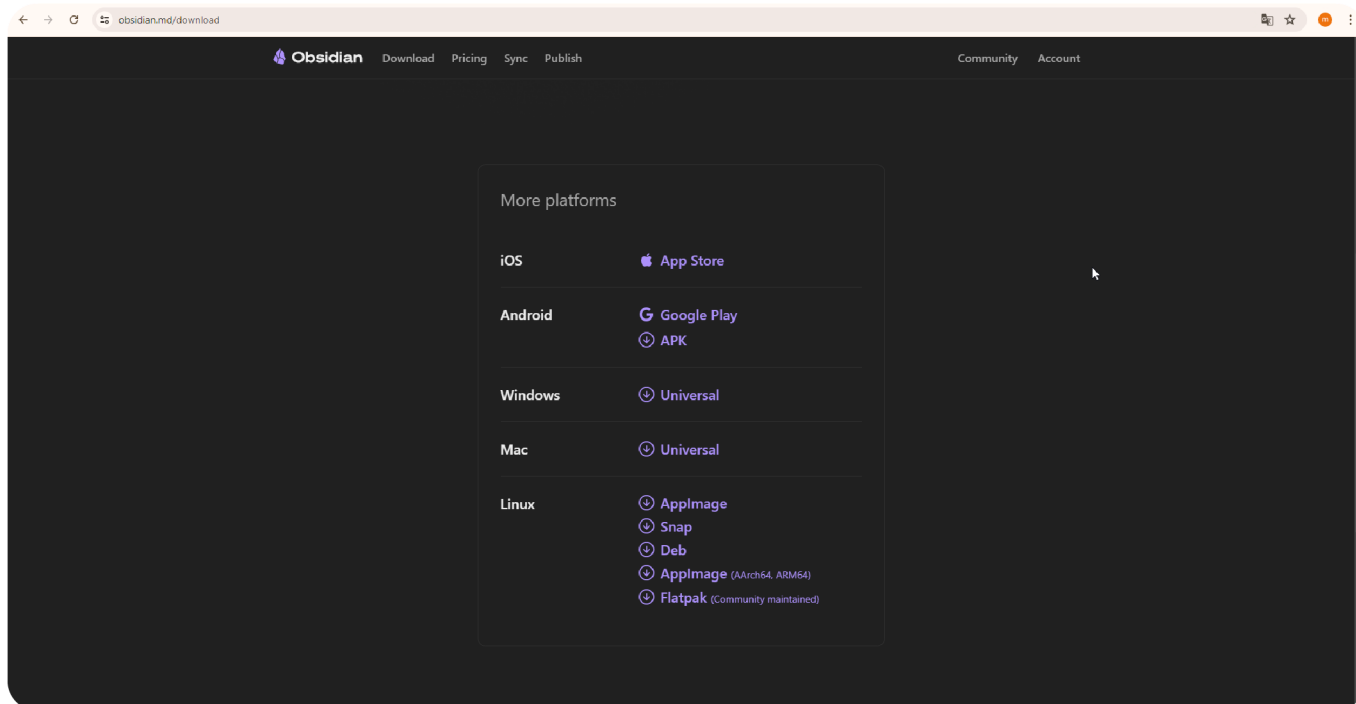 obsidian.md/download
m
Obsidian Download Pricing Sync Publish Community Account
More platforms
iOS App Store
Android Google Play
APK
Windows Universal
Mac Universal
Linux AppImage
Snap
Deb
AppImage (AArch64, ARM64)
Flatpak (Community maintained)